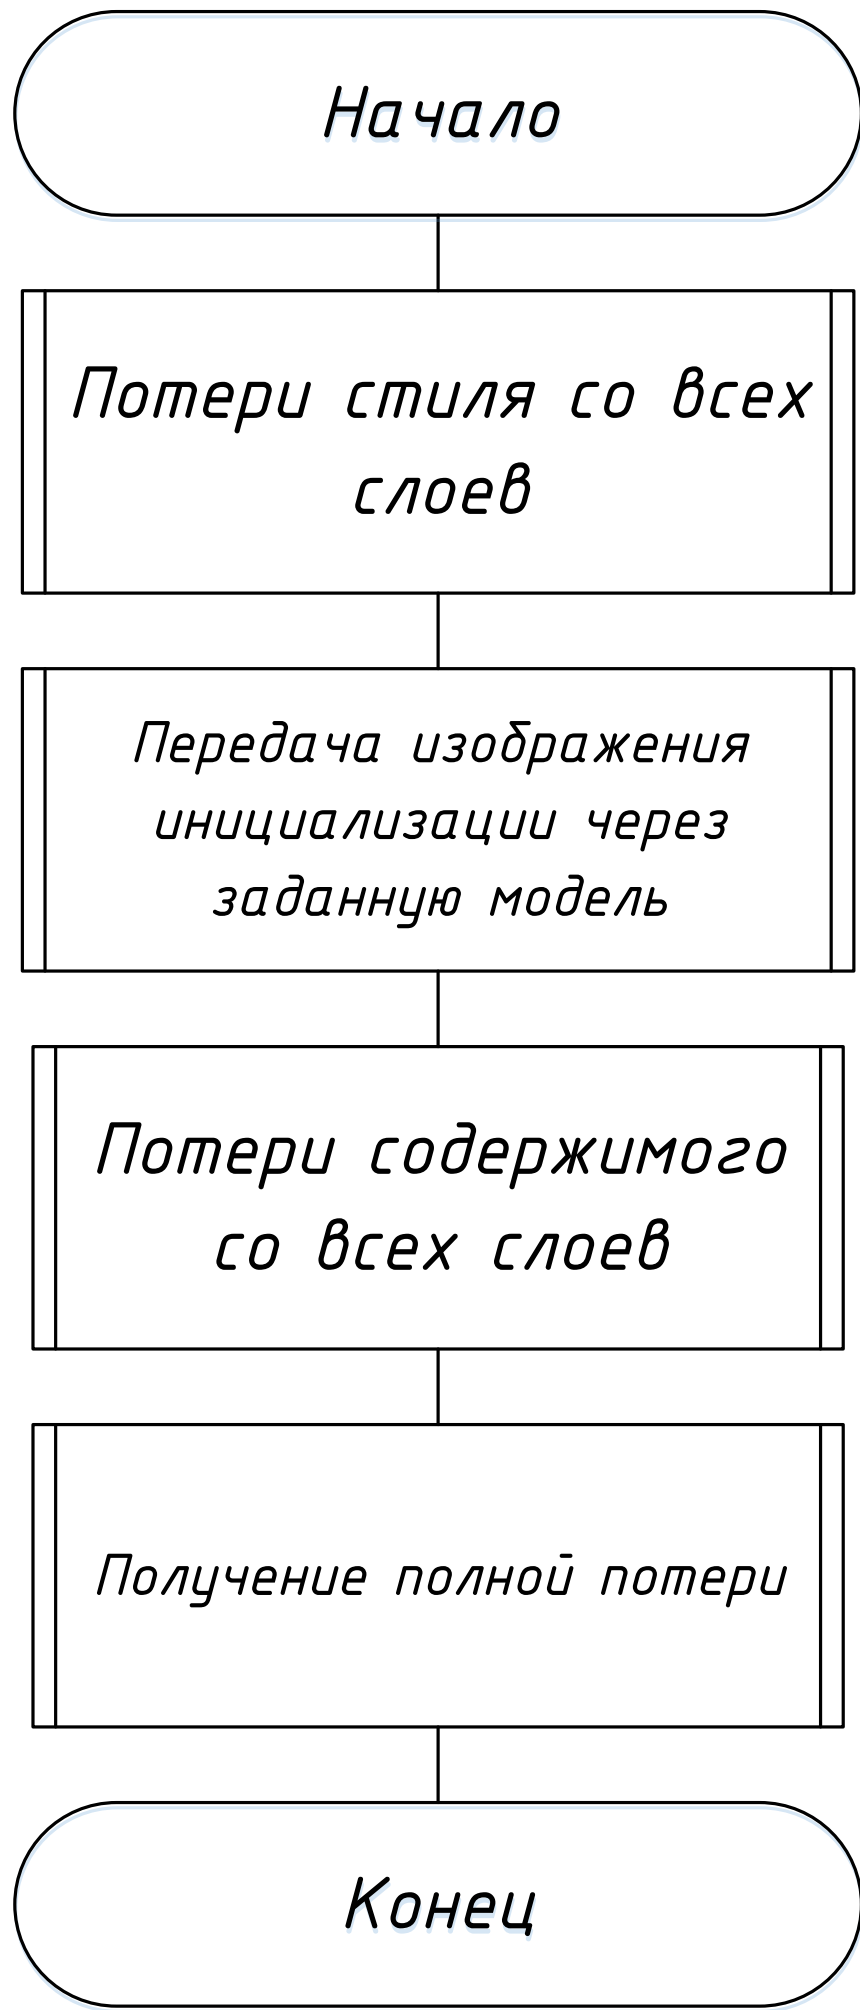 Начало
Потери стиля со всех
слоев
Передача изображения
инициализации через
заданную модель
Потери содержимого
со всех слоев
Получение полной потери
Конец